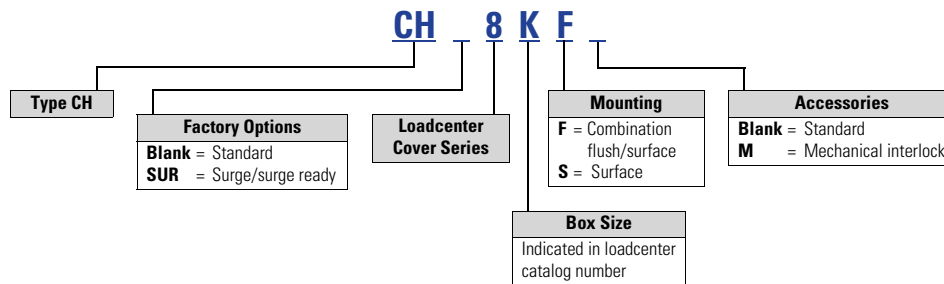 CH _ 8 K F _
Type CH
Factory Options
Blank = Standard
SUR = Surge/surge ready
Loadcenter
Cover Series
Mounting
F = Combination
flush/surface
S = Surface
Accessories
Blank = Standard
M = Mechanical interlock
Box Size
Indicated in loadcenter
catalog number